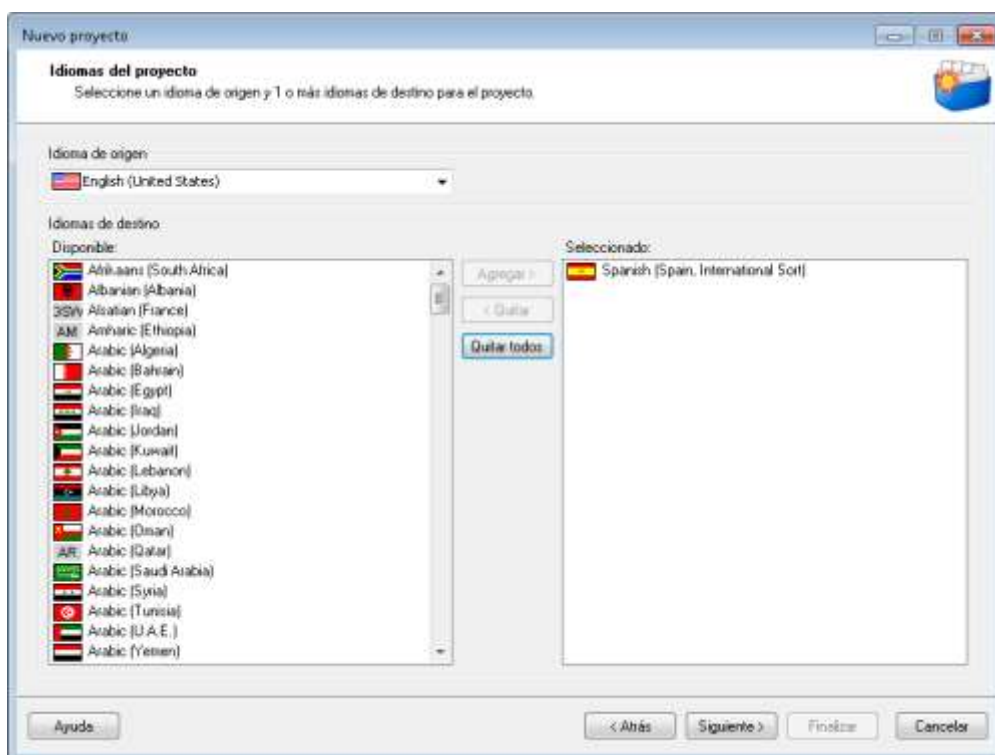 Nuevo proyecto
Idiomas del proyecto
Seleccione un idioma de origen y 1 o más idiomas de destino para el proyecto.
Idioma de origen
English (United States)
Idiomas de destino
Disponible:
Seleccionado:
Afrikaans (South Africa)
Albanian (Albania)
3SW Alsatian (France)
AM Amharic (Ethiopia)
Arabic (Algeria)
Arabic (Bahrain)
Arabic (Egypt)
Arabic (Iraq)
Arabic (Jordan)
Arabic (Kuwait)
Arabic (Lebanon)
Arabic (Libya)
Arabic (Morocco)
Arabic (Oman)
AR Arabic (Qatar)
Arabic (Saudi Arabia)
Arabic (Syria)
Arabic (Tunisia)
Arabic (U.A.E.)
Arabic (Yemen)
Agregar >
< Quitar
Quitar todos
Spanish (Spain, International Sort)
Ayuda
< Atrás
Siguiente >
Finalizar
Cancelar